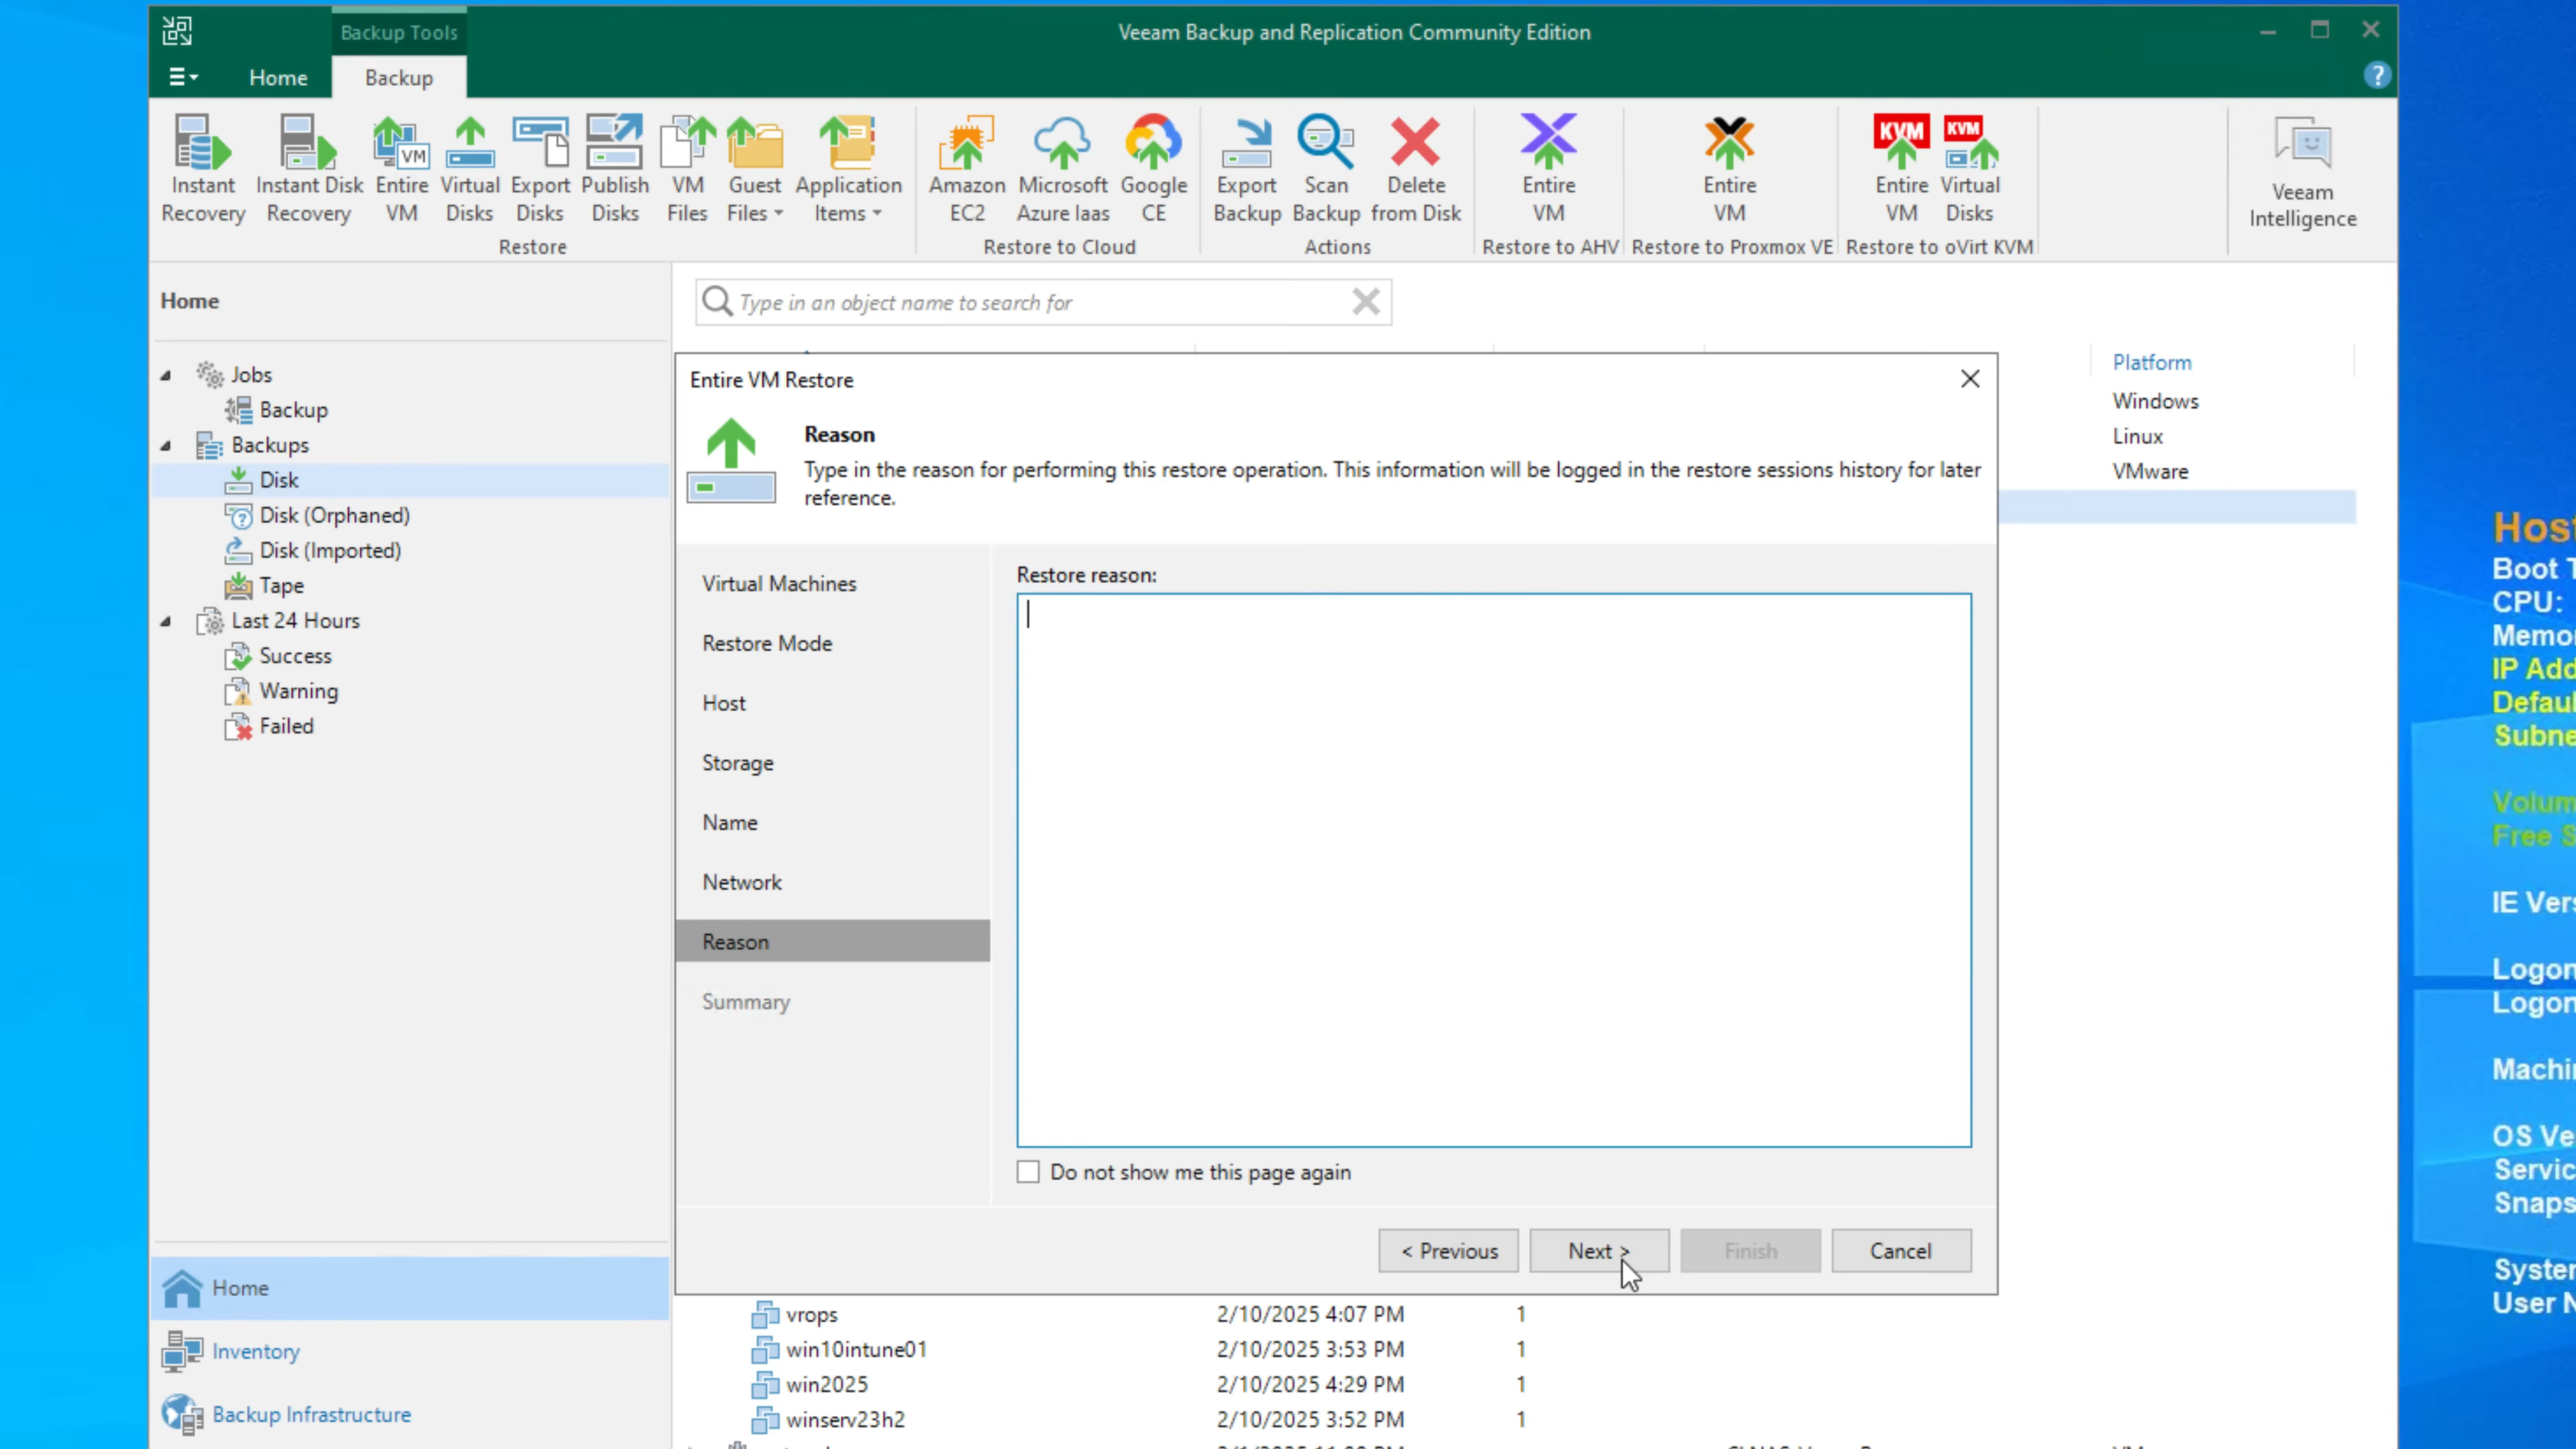 Backup Tools
Veeam Backup and Replication Community Edition
Home
Backup
Instant Recovery
Instant Disk Recovery
Entire VM
Virtual Disks
Export Disks
Publish Disks
VM Files
Guest Files
Application Items
Restore
Amazon EC2
Microsoft Azure Iaas
Google CE
Restore to Cloud
Export Backup
Scan Backup
Delete from Disk
Actions
Entire VM
Restore to AHV
Entire VM
Restore to Proxmox VE
KVM
Entire VM
KVM
Virtual Disks
Restore to oVirt KVM
Veeam Intelligence
Home
Type in an object name to search for
Jobs
Backup
Backups
Disk
Disk (Orphaned)
Disk (Imported)
Tape
Last 24 Hours
Success
Warning
Failed
Home
Inventory
Backup Infrastructure
Platform
Windows
Linux
VMware
Entire VM Restore
Reason
Type in the reason for performing this restore operation. This information will be logged in the restore sessions history for later
reference.
Virtual Machines
Restore Mode
Host
Storage
Name
Network
Reason
Summary
Restore reason:
Do not show me this page again
< Previous
Next >
Finish
Cancel
vrops 2/10/2025 4:07 PM 1
win10intune01 2/10/2025 3:53 PM 1
win2025 2/10/2025 4:29 PM 1
winserv23h2 2/10/2025 3:52 PM 1
Boot
CPU:
IP
Free
IE